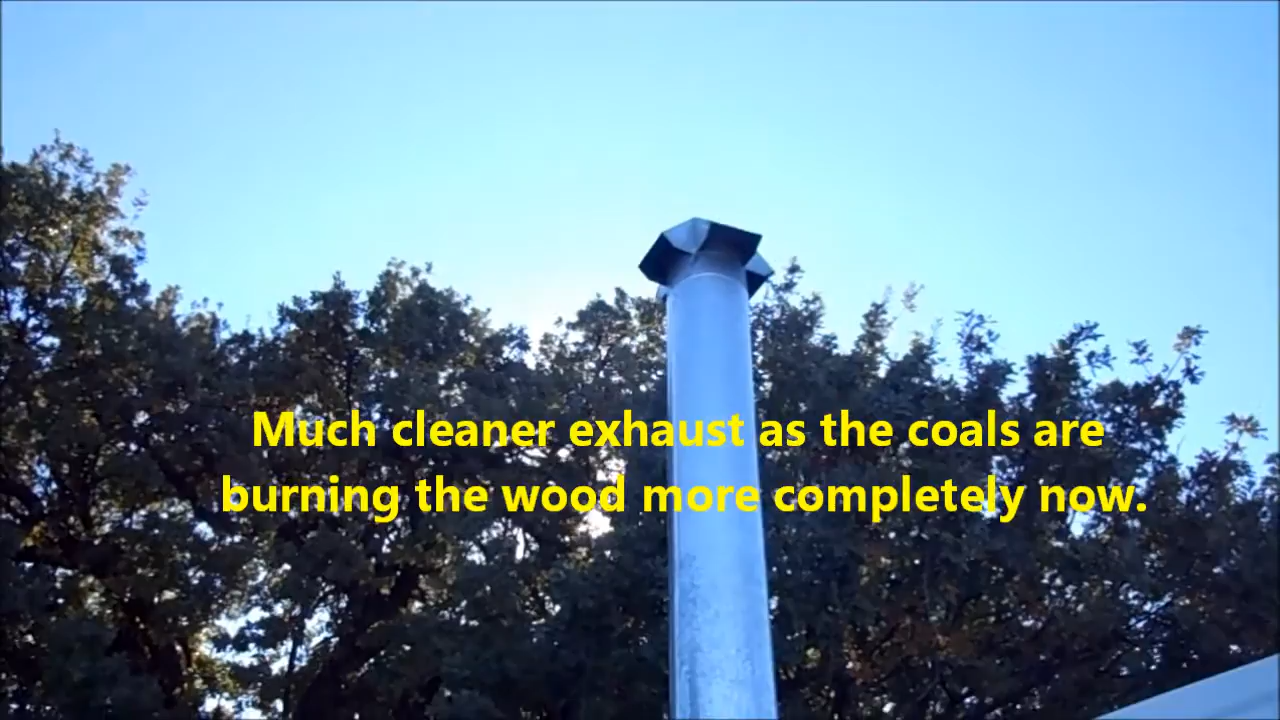 Much cleaner exhaust as the coals are
burning the wood more completely now.